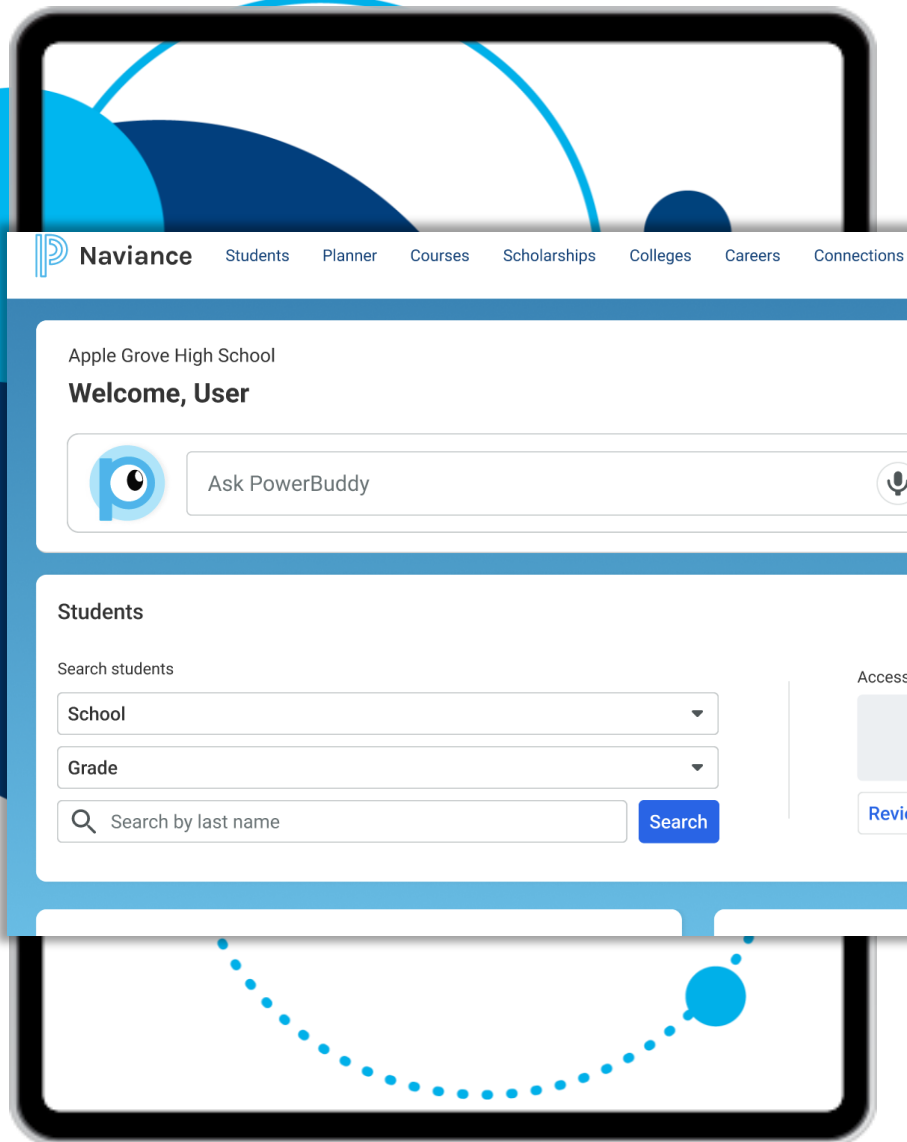 Naviance Students Planner Courses Scholarships Colleges Careers Connections
Apple Grove High School
Welcome, User
Ask PowerBuddy
Students
Search students
School
Grade
Search by last name Search
Access